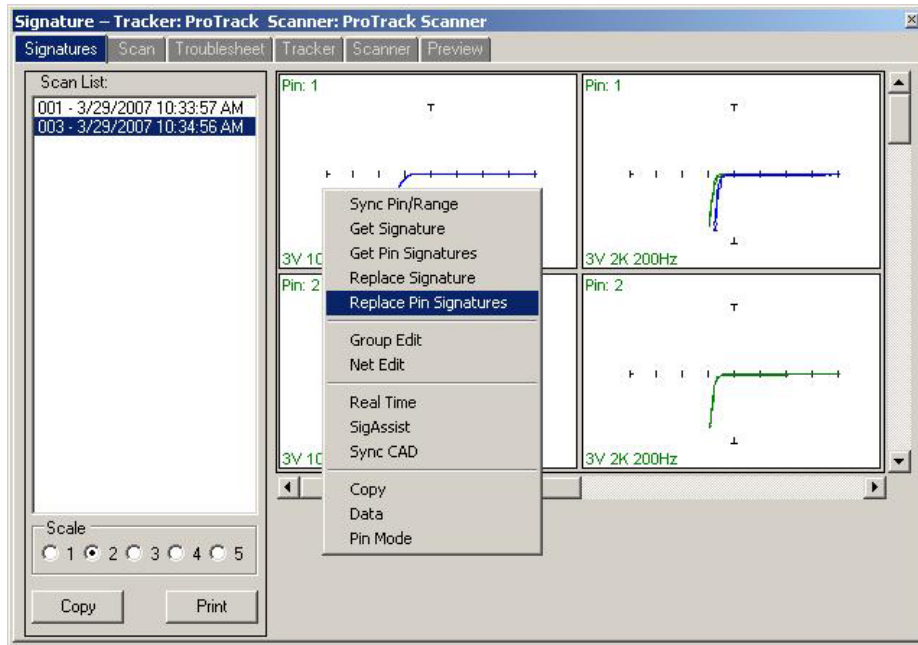 Signature – Tracker: ProTrack Scanner: ProTrack Scanner
Signatures Scan Troublesheet Tracker Scanner Preview
Scan List:
001 - 3/29/2007 10:33:57 AM
003 - 3/29/2007 10:34:56 AM
Scale
1 2 3 4 5
Copy Print
Pin: 1
3V 10
Pin: 1
3V 2K 200Hz
Pin: 2
3V 10
Pin: 2
3V 2K 200Hz
Sync Pin/Range
Get Signature
Get Pin Signatures
Replace Signature
Replace Pin Signatures
Group Edit
Net Edit
Real Time
SigAssist
Sync CAD
Copy
Data
Pin Mode